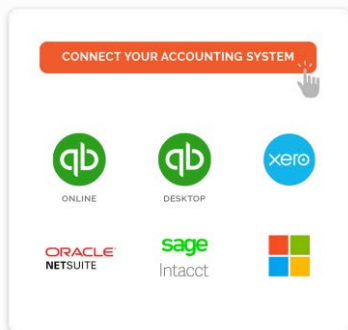 CONNECT YOUR ACCOUNTING SYSTEM
qb
qb
xero
ONLINE
DESKTOP
ORACLE
NETSUITE
sage
Intacct